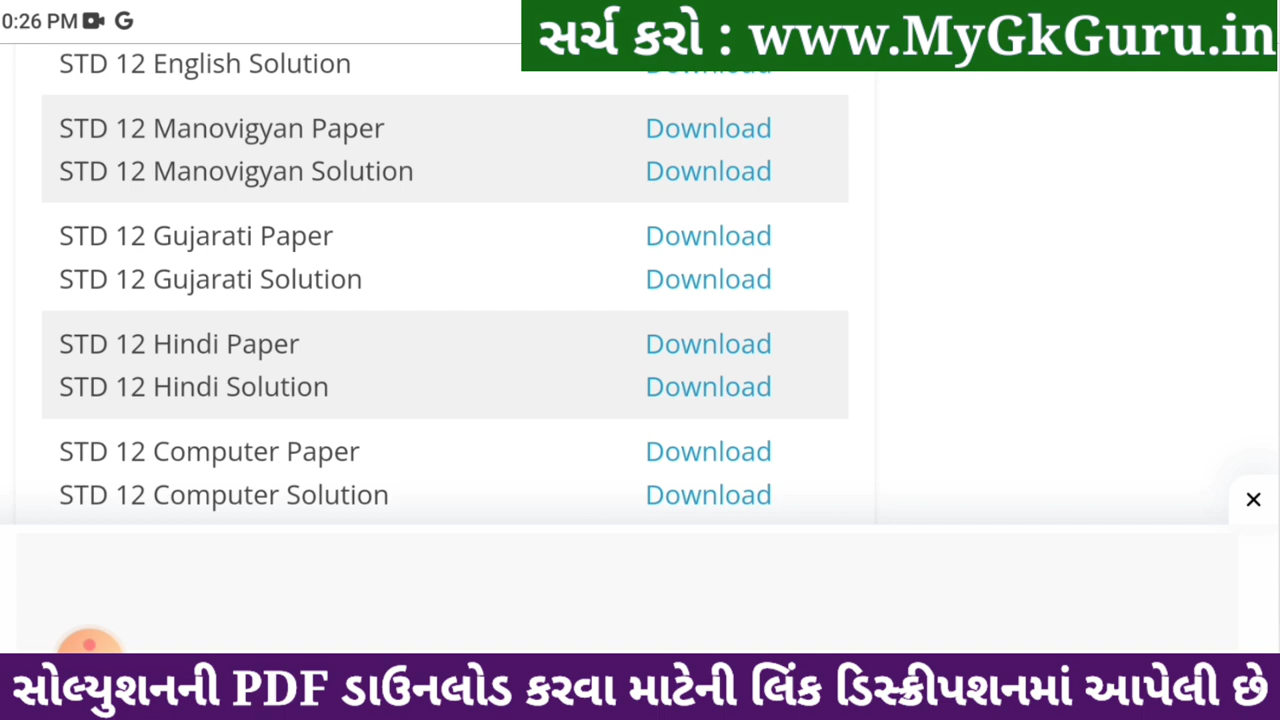 0:26 PM G
સર્ચ કરો : www.MyGkGuru.in
STD 12 English Solution Download
STD 12 Manovigyan Paper Download
STD 12 Manovigyan Solution Download
STD 12 Gujarati Paper Download
STD 12 Gujarati Solution Download
STD 12 Hindi Paper Download
STD 12 Hindi Solution Download
STD 12 Computer Paper Download
STD 12 Computer Solution Download
સોલ્યુશનની PDF ડાઉનલોડ કરવા માટેની લિંક ડિસ્ક્રીપશનમાં આપેલી છે